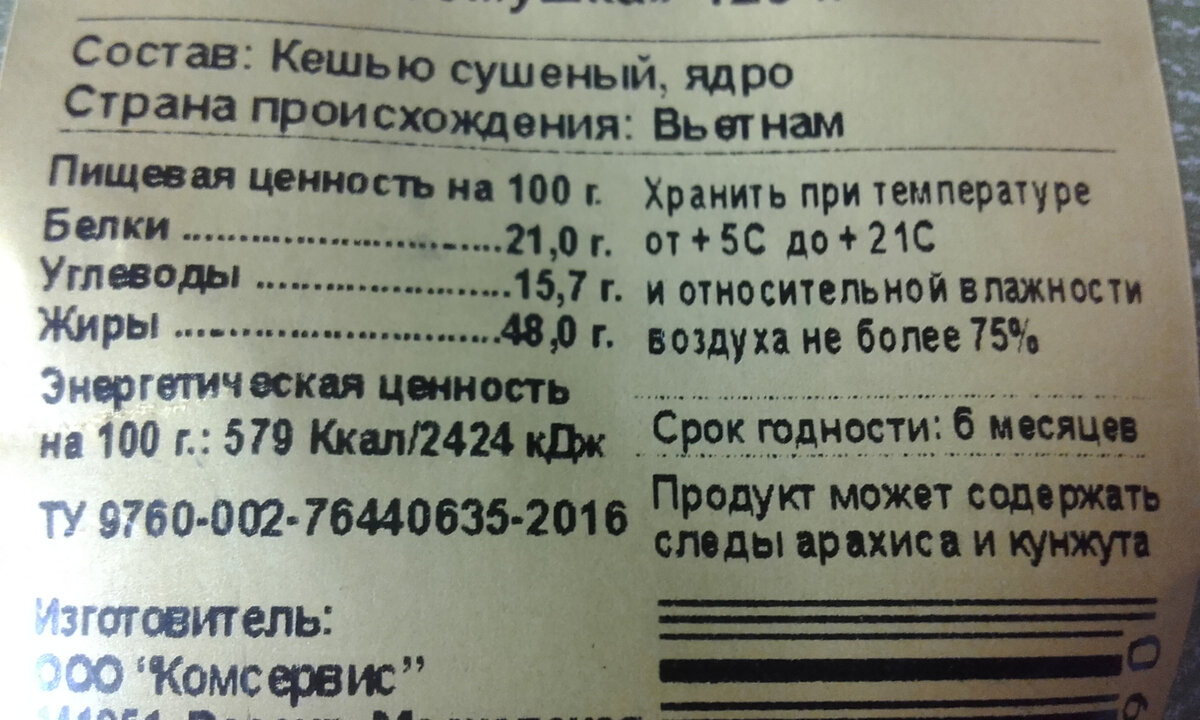 Состав: Кешью сушеный, ядро
Страна происхождения: Вьетнам
Пищевая ценность на 100 г.
Белки ............................21,0 г.
Углеводы ......................15,7 г.
Жиры ............................48,0 г.
Энергетическая ценность
на 100 г.: 579 Ккал/2424 кДж
ТУ 9760-002-76440635-2016
Изготовитель:
ООО “Комсервис”
Хранить при температуре
от + 5С до + 21С
и относительной влажности
воздуха не более 75%
Срок годности: 6 месяцев
Продукт может содержать
следы арахиса и кунжута